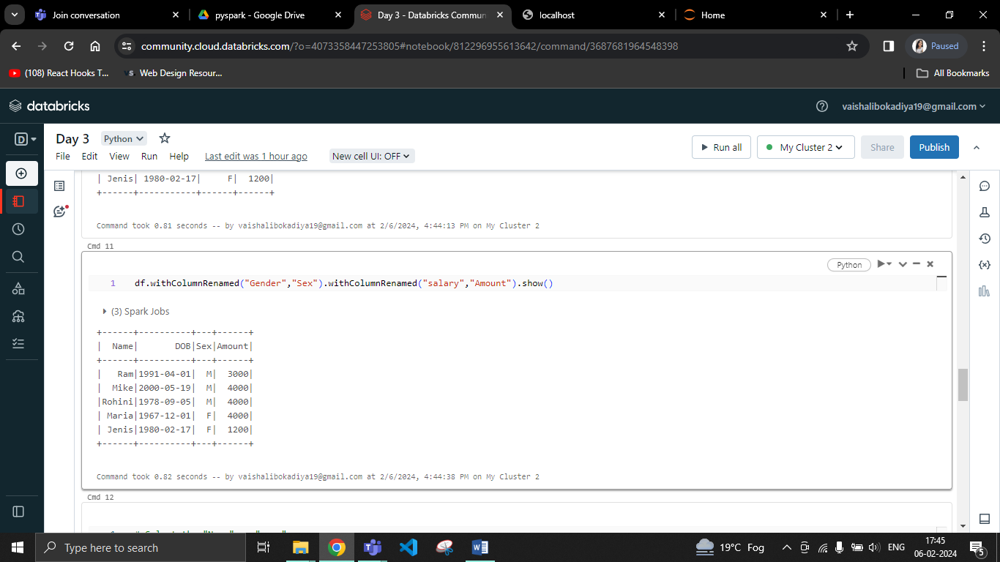 Join conversation
pyspark - Google Drive
Day 3 - Databricks Commun
localhost
Home
community.cloud.databricks.com/?o=4073358447253805#notebook/812296955613642/command/3687681964548398
Paused
(108) React Hooks T...
VS
Web Design Resour...
All Bookmarks
databricks
vaishalibokadiya19@gmail.com
D
Day 3
Python
File Edit View Run Help Last edit was 1 hour ago New cell UI: OFF
Run all
My Cluster 2
Share
Publish
| Jenis| 1980-02-17|     F|  1200|
+------+-----------+------+------+
Command took 0.81 seconds -- by vaishalibokadiya19@gmail.com at 2/6/2024, 4:44:13 PM on My Cluster 2
Cmd 11
Python
1 df.withColumnRenamed("Gender","Sex").withColumnRenamed("salary","Amount").show()
(3) Spark Jobs
+------+----------+---+------+
|  Name|       DOB|Sex|Amount|
+------+----------+---+------+
|   Ram|1991-04-01|  M|  3000|
|  Mike|2000-05-19|  M|  4000|
|Rohini|1978-09-05|  M|  4000|
| Maria|1967-12-01|  F|  4000|
| Jenis|1980-02-17|  F|  1200|
+------+----------+---+------+
Command took 0.82 seconds -- by vaishalibokadiya19@gmail.com at 2/6/2024, 4:44:38 PM on My Cluster 2
Cmd 12
Type here to search
19°C Fog
ENG
17:45
06-02-2024
5